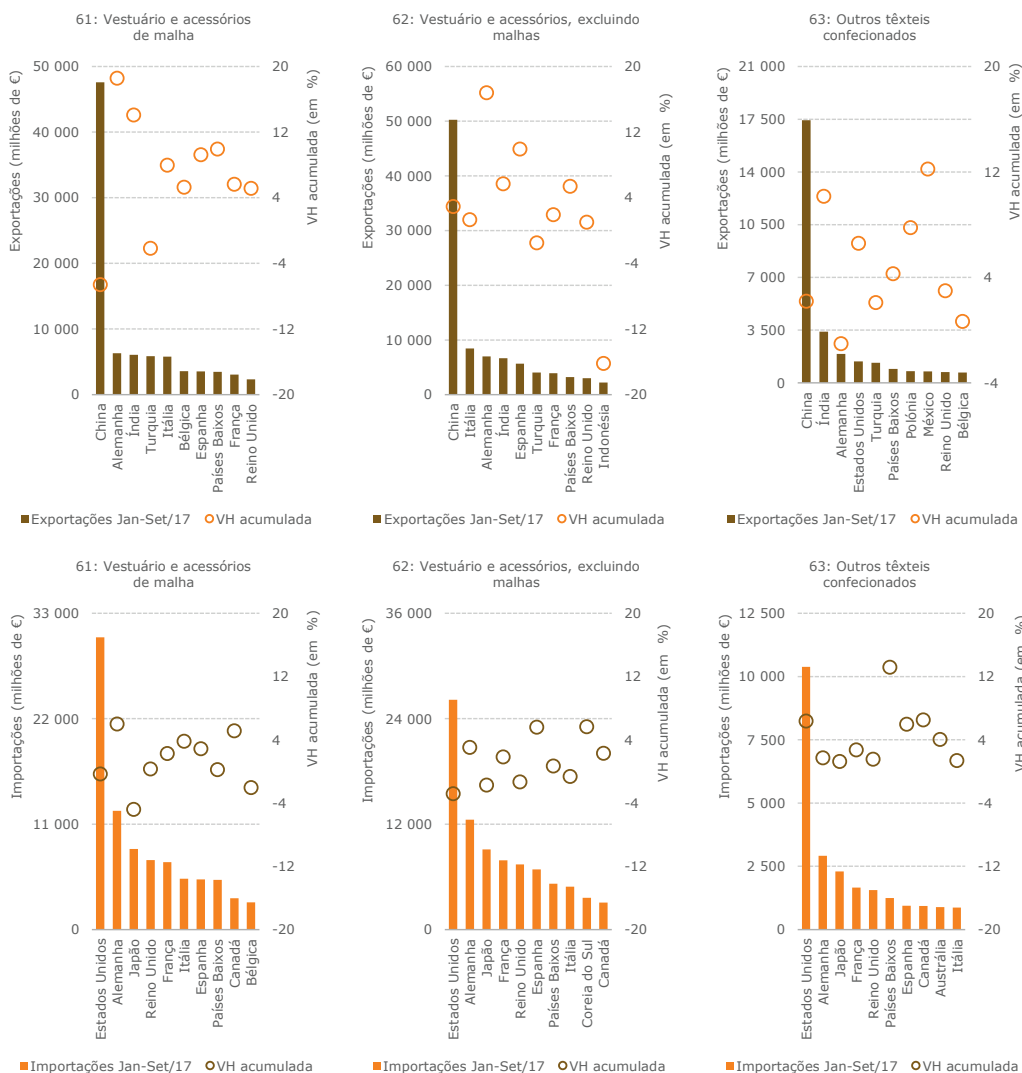 61: Vestuário e acessórios
de malha
50 000
40 000
30 000
20 000
10 000
0
Exportações (milhões de €)
20
12
4
-4
-12
-20
VH acumulada (em %)
China
Alemanha
Índia
Turquia
Itália
Bélgica
Espanha
Países Baixos
França
Reino Unido
Exportações Jan-Set/17 VH acumulada
62: Vestuário e acessórios, excluindo
malhas
60 000
50 000
40 000
30 000
20 000
10 000
0
Exportações (milhões de €)
20
12
4
-4
-12
-20
VH acumulada (em %)
China
Itália
Alemanha
Índia
Espanha
Turquia
França
Países Baixos
Reino Unido
Indonésia
Exportações Jan-Set/17 VH acumulada
63: Outros têxteis
confecionados
21 000
17 500
14 000
10 500
7 000
3 500
0
Exportações (milhões de €)
20
12
4
-4
VH acumulada (em %)
China
Índia
Alemanha
Estados Unidos
Turquia
Países Baixos
Polónia
México
Reino Unido
Bélgica
Exportações Jan-Set/17 VH acumulada
61: Vestuário e acessórios
de malha
33 000
22 000
11 000
0
Importações (milhões de €)
20
12
4
-4
-12
-20
VH acumulada (em %)
Estados Unidos
Alemanha
Japão
Reino Unido
França
Itália
Espanha
Países Baixos
Canadá
Bélgica
Importações Jan-Set/17 VH acumulada
62: Vestuário e acessórios, excluindo
malhas
36 000
24 000
12 000
0
Importações (milhões de €)
20
12
4
-4
-12
-20
VH acumulada (em %)
Estados Unidos
Alemanha
Japão
França
Reino Unido
Espanha
Países Baixos
Itália
Coreia do Sul
Canadá
Importações Jan-Set/17 VH acumulada
63: Outros têxteis
confecionados
12 500
10 000
7 500
5 000
2 500
0
Importações (milhões de €)
20
12
4
-4
-12
-20
VH acumulada (em %)
Estados Unidos
Alemanha
Japão
França
Reino Unido
Países Baixos
Espanha
Canadá
Austrália
Itália
Importações Jan-Set/17 VH acumulada